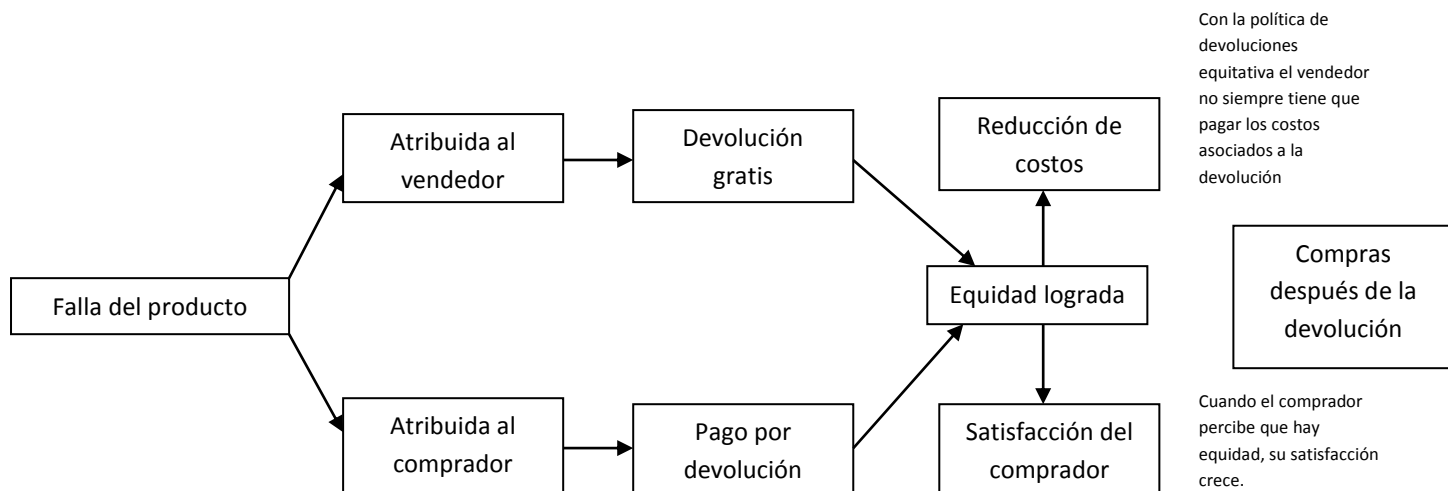 Con la política de
devoluciones
equitativa el vendedor
no siempre tiene que
pagar los costos
asociados a la
devolución
Atribuida al
vendedor
Devolución
gratis
Reducción de
costos
Falla del producto
Equidad lograda
Compras
después de la
devolución
Atribuida al
comprador
Pago por
devolución
Satisfacción del
comprador
Cuando el comprador
percibe que hay
equidad, su satisfacción
crece.